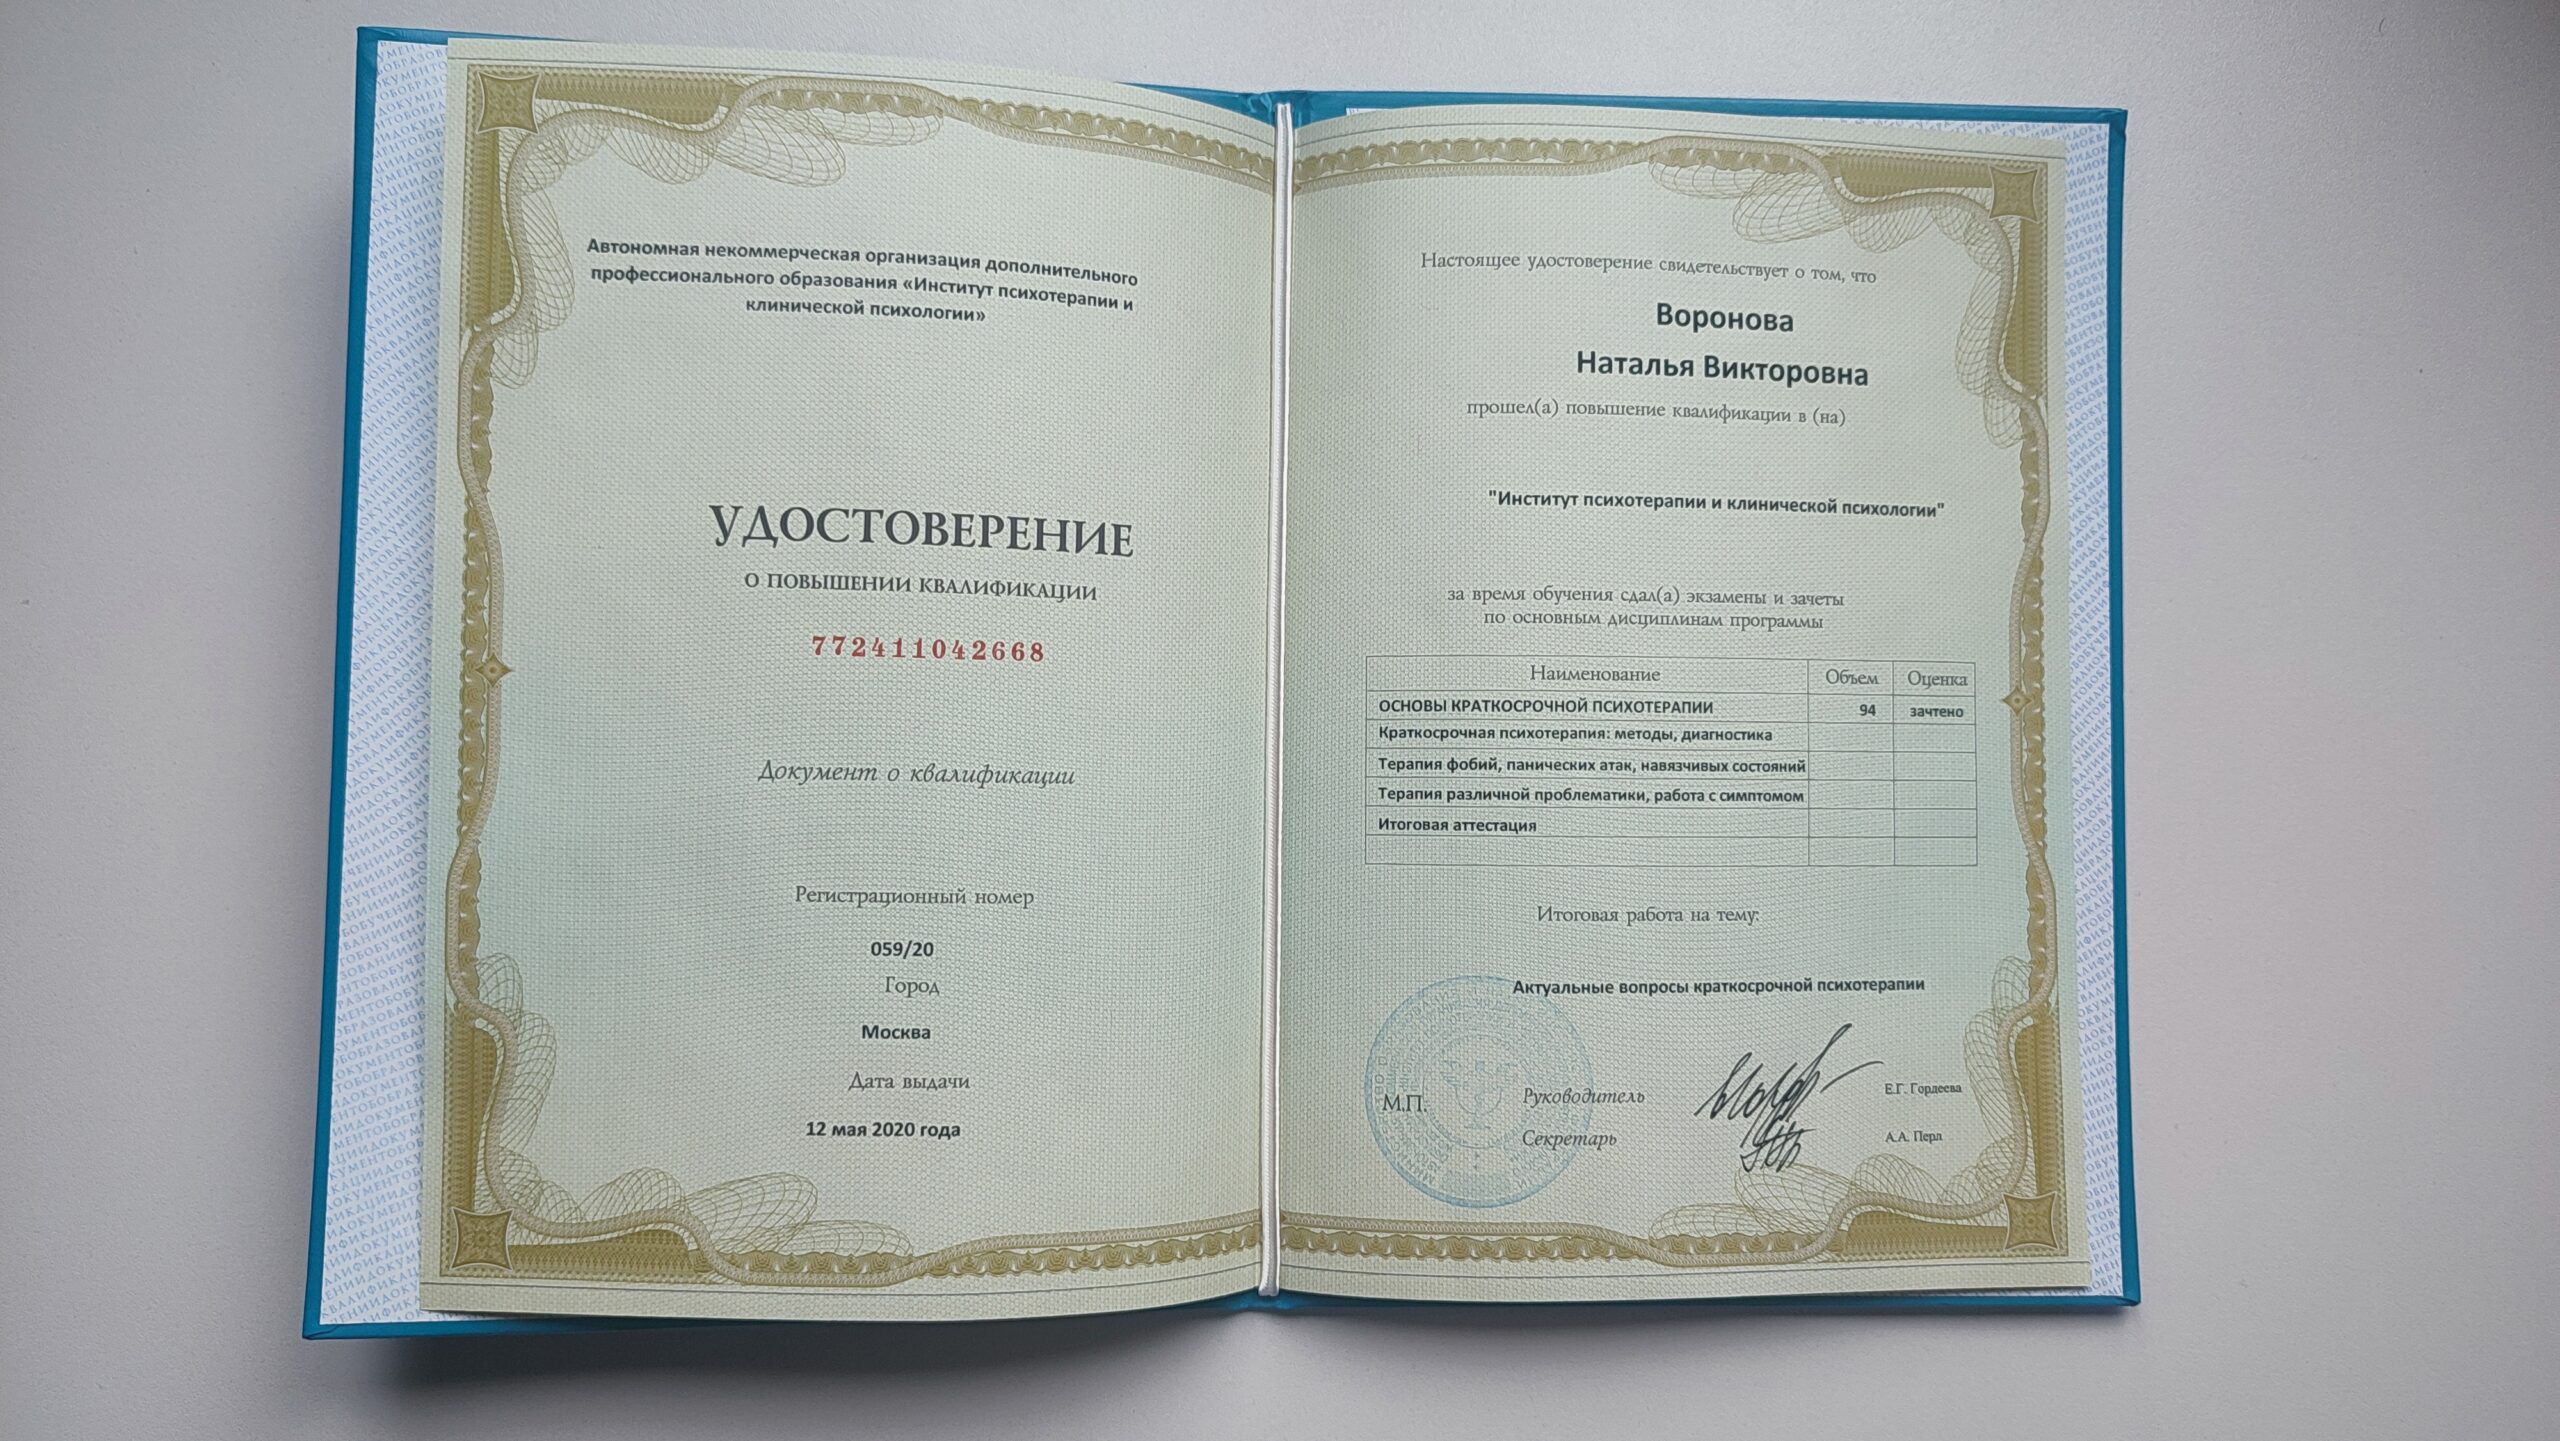 Автономная некоммерческая организация дополнительного
профессионального образования «Институт психотерапии и
клинической психологии»
УДОСТОВЕРЕНИЕ
О ПОВЫШЕНИИ КВАЛИФИКАЦИИ
772411042668
Документ о квалификации
Регистрационный номер
059/20
Город
Москва
Дата выдачи
12 мая 2020 года
Настоящее удостоверение свидетельствует о том, что
Воронова
Наталья Викторовна
прошел(а) повышение квалификации в (на)
"Институт психотерапии и клинической психологии"
за время обучения сдал(а) экзамены и зачеты
по основным дисциплинам программы
Наименование Объем Оценка
ОСНОВЫ КРАТКОСРОЧНОЙ ПСИХОТЕРАПИИ 94 зачтено
Краткосрочная психотерапия: методы, диагностика
Терапия фобий, панических атак, навязчивых состояний
Терапия различной проблематики, работа с симптомом
Итоговая аттестация
Итоговая работа на тему:
Актуальные вопросы краткосрочной психотерапии
М.П. Руководитель Е.Г. Гордеева
Секретарь А.А. Перл